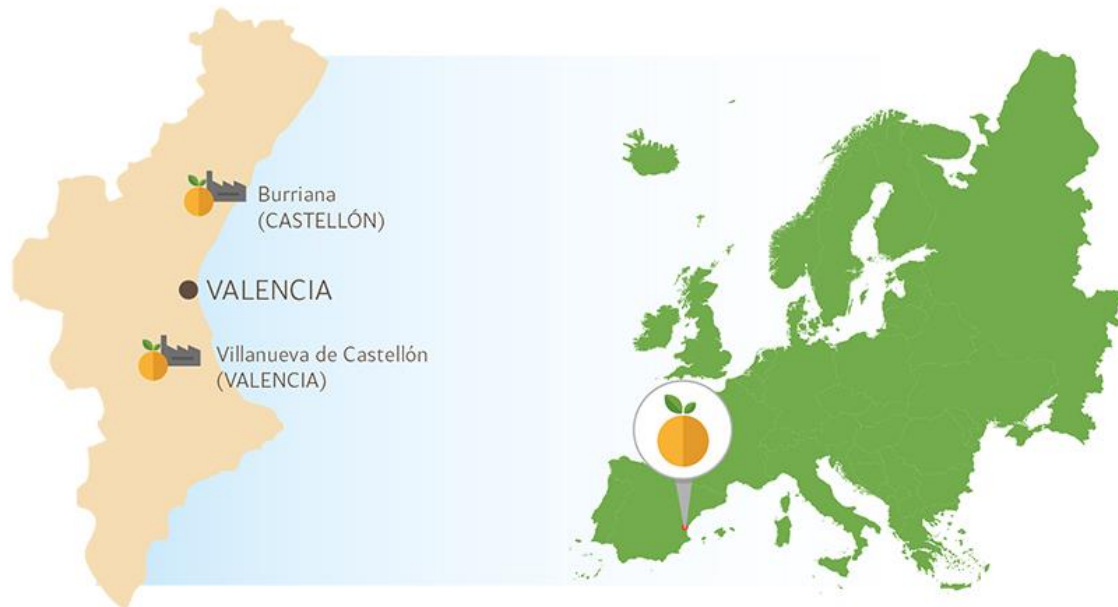 Burriana
(CASTELLÓN)
VALENCIA
Villanueva de Castellón
(VALENCIA)